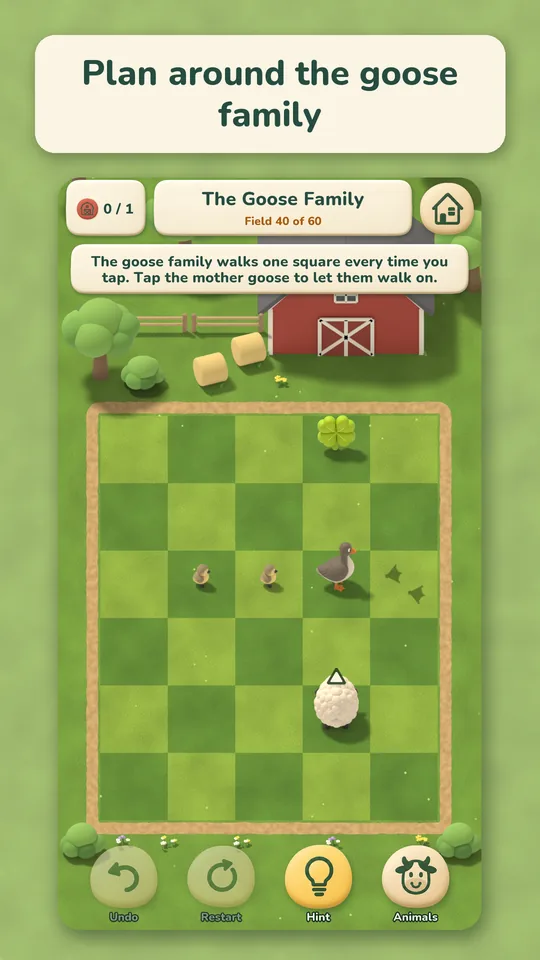 Plan around the goose
family
0 / 1
The Goose Family
Field 40 of 60
The goose family walks one square every time you
tap. Tap the mother goose to let them walk on.
Undo
Restart
Hint
Animals